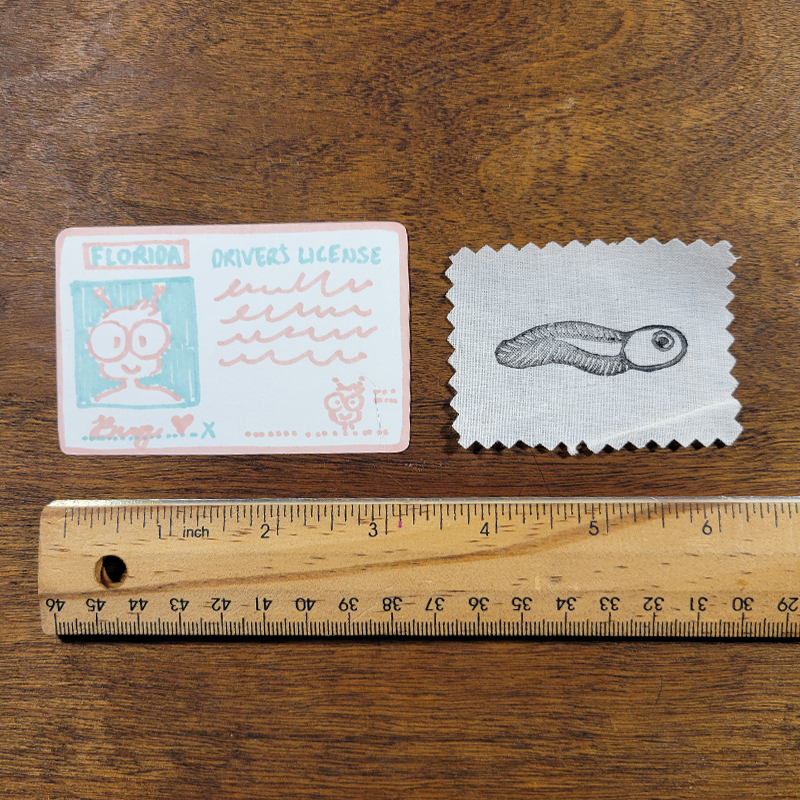 FLORIDA
DRIVER'S LICENSE
Bug ♥ X
1 inch 2 3 4 5 6
46 45 44 43 42 41 40 39 38 37 36 35 34 33 32 31 30 29